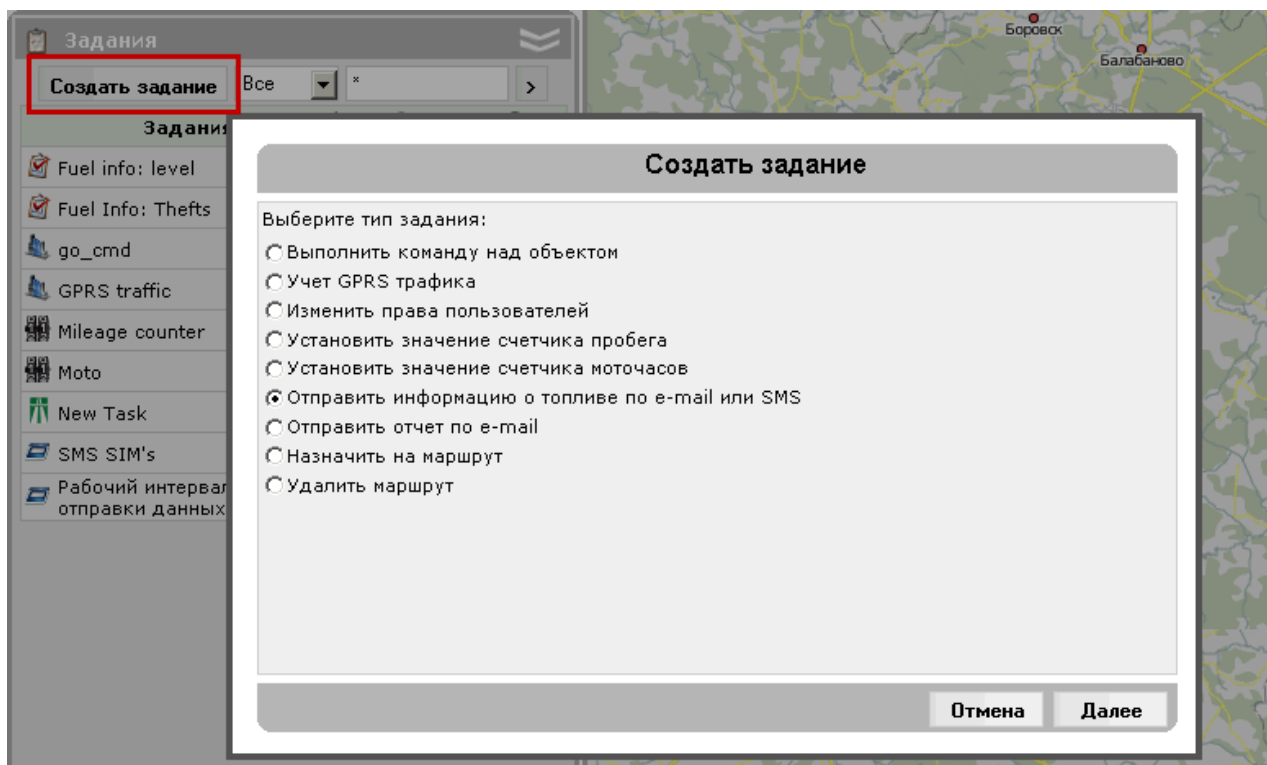 Задания
Создать задание Все * >
Задания
Fuel info: level
Fuel Info: Thefts
go_cmd
GPRS traffic
Mileage counter
Moto
New Task
SMS SIM's
Рабочий интервал
отправки данных
Боровск
Балабаново
Создать задание
Выберите тип задания:
Выполнить команду над объектом
Учет GPRS трафика
Изменить права пользователей
Установить значение счетчика пробега
Установить значение счетчика моточасов
Отправить информацию о топливе по e-mail или SMS
Отправить отчет по e-mail
Назначить на маршрут
Удалить маршрут
Отмена Далее